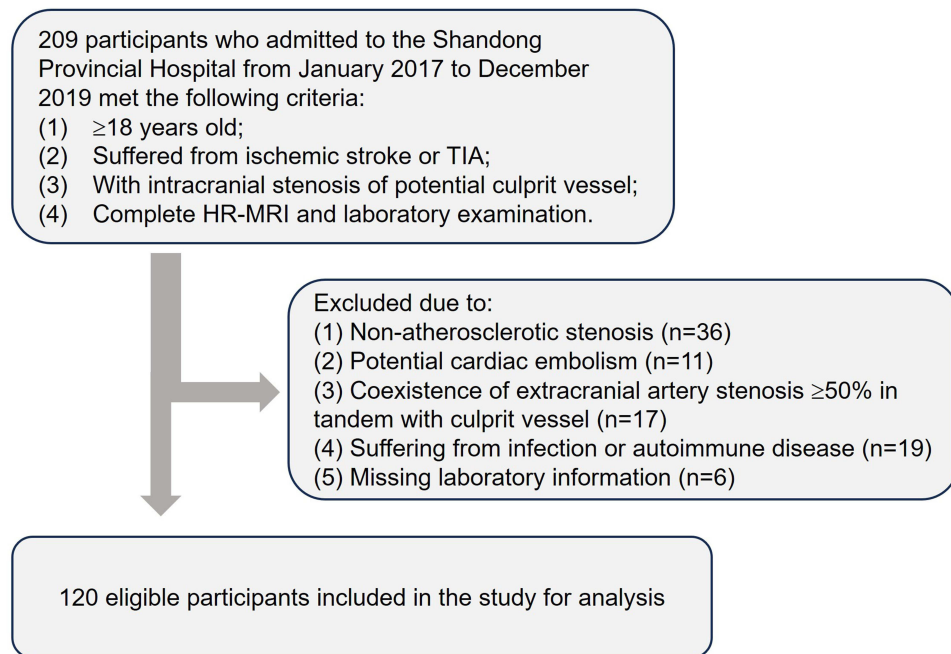 209 participants who admitted to the Shandong
Provincial Hospital from January 2017 to December
2019 met the following criteria:
(1) ≥18 years old;
(2) Suffered from ischemic stroke or TIA;
(3) With intracranial stenosis of potential culprit vessel;
(4) Complete HR-MRI and laboratory examination.
Excluded due to:
(1) Non-atherosclerotic stenosis (n=36)
(2) Potential cardiac embolism (n=11)
(3) Coexistence of extracranial artery stenosis ≥50% in
tandem with culprit vessel (n=17)
(4) Suffering from infection or autoimmune disease (n=19)
(5) Missing laboratory information (n=6)
120 eligible participants included in the study for analysis